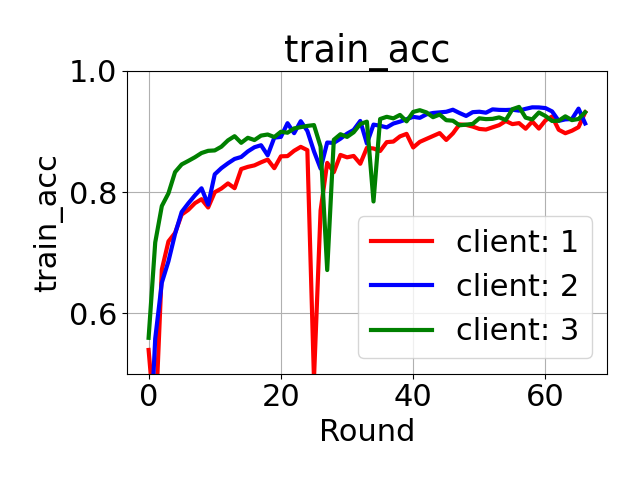 train_acc
1.0
0.8
0.6
train_acc
0
20
40
60
Round
client: 1
client: 2
client: 3